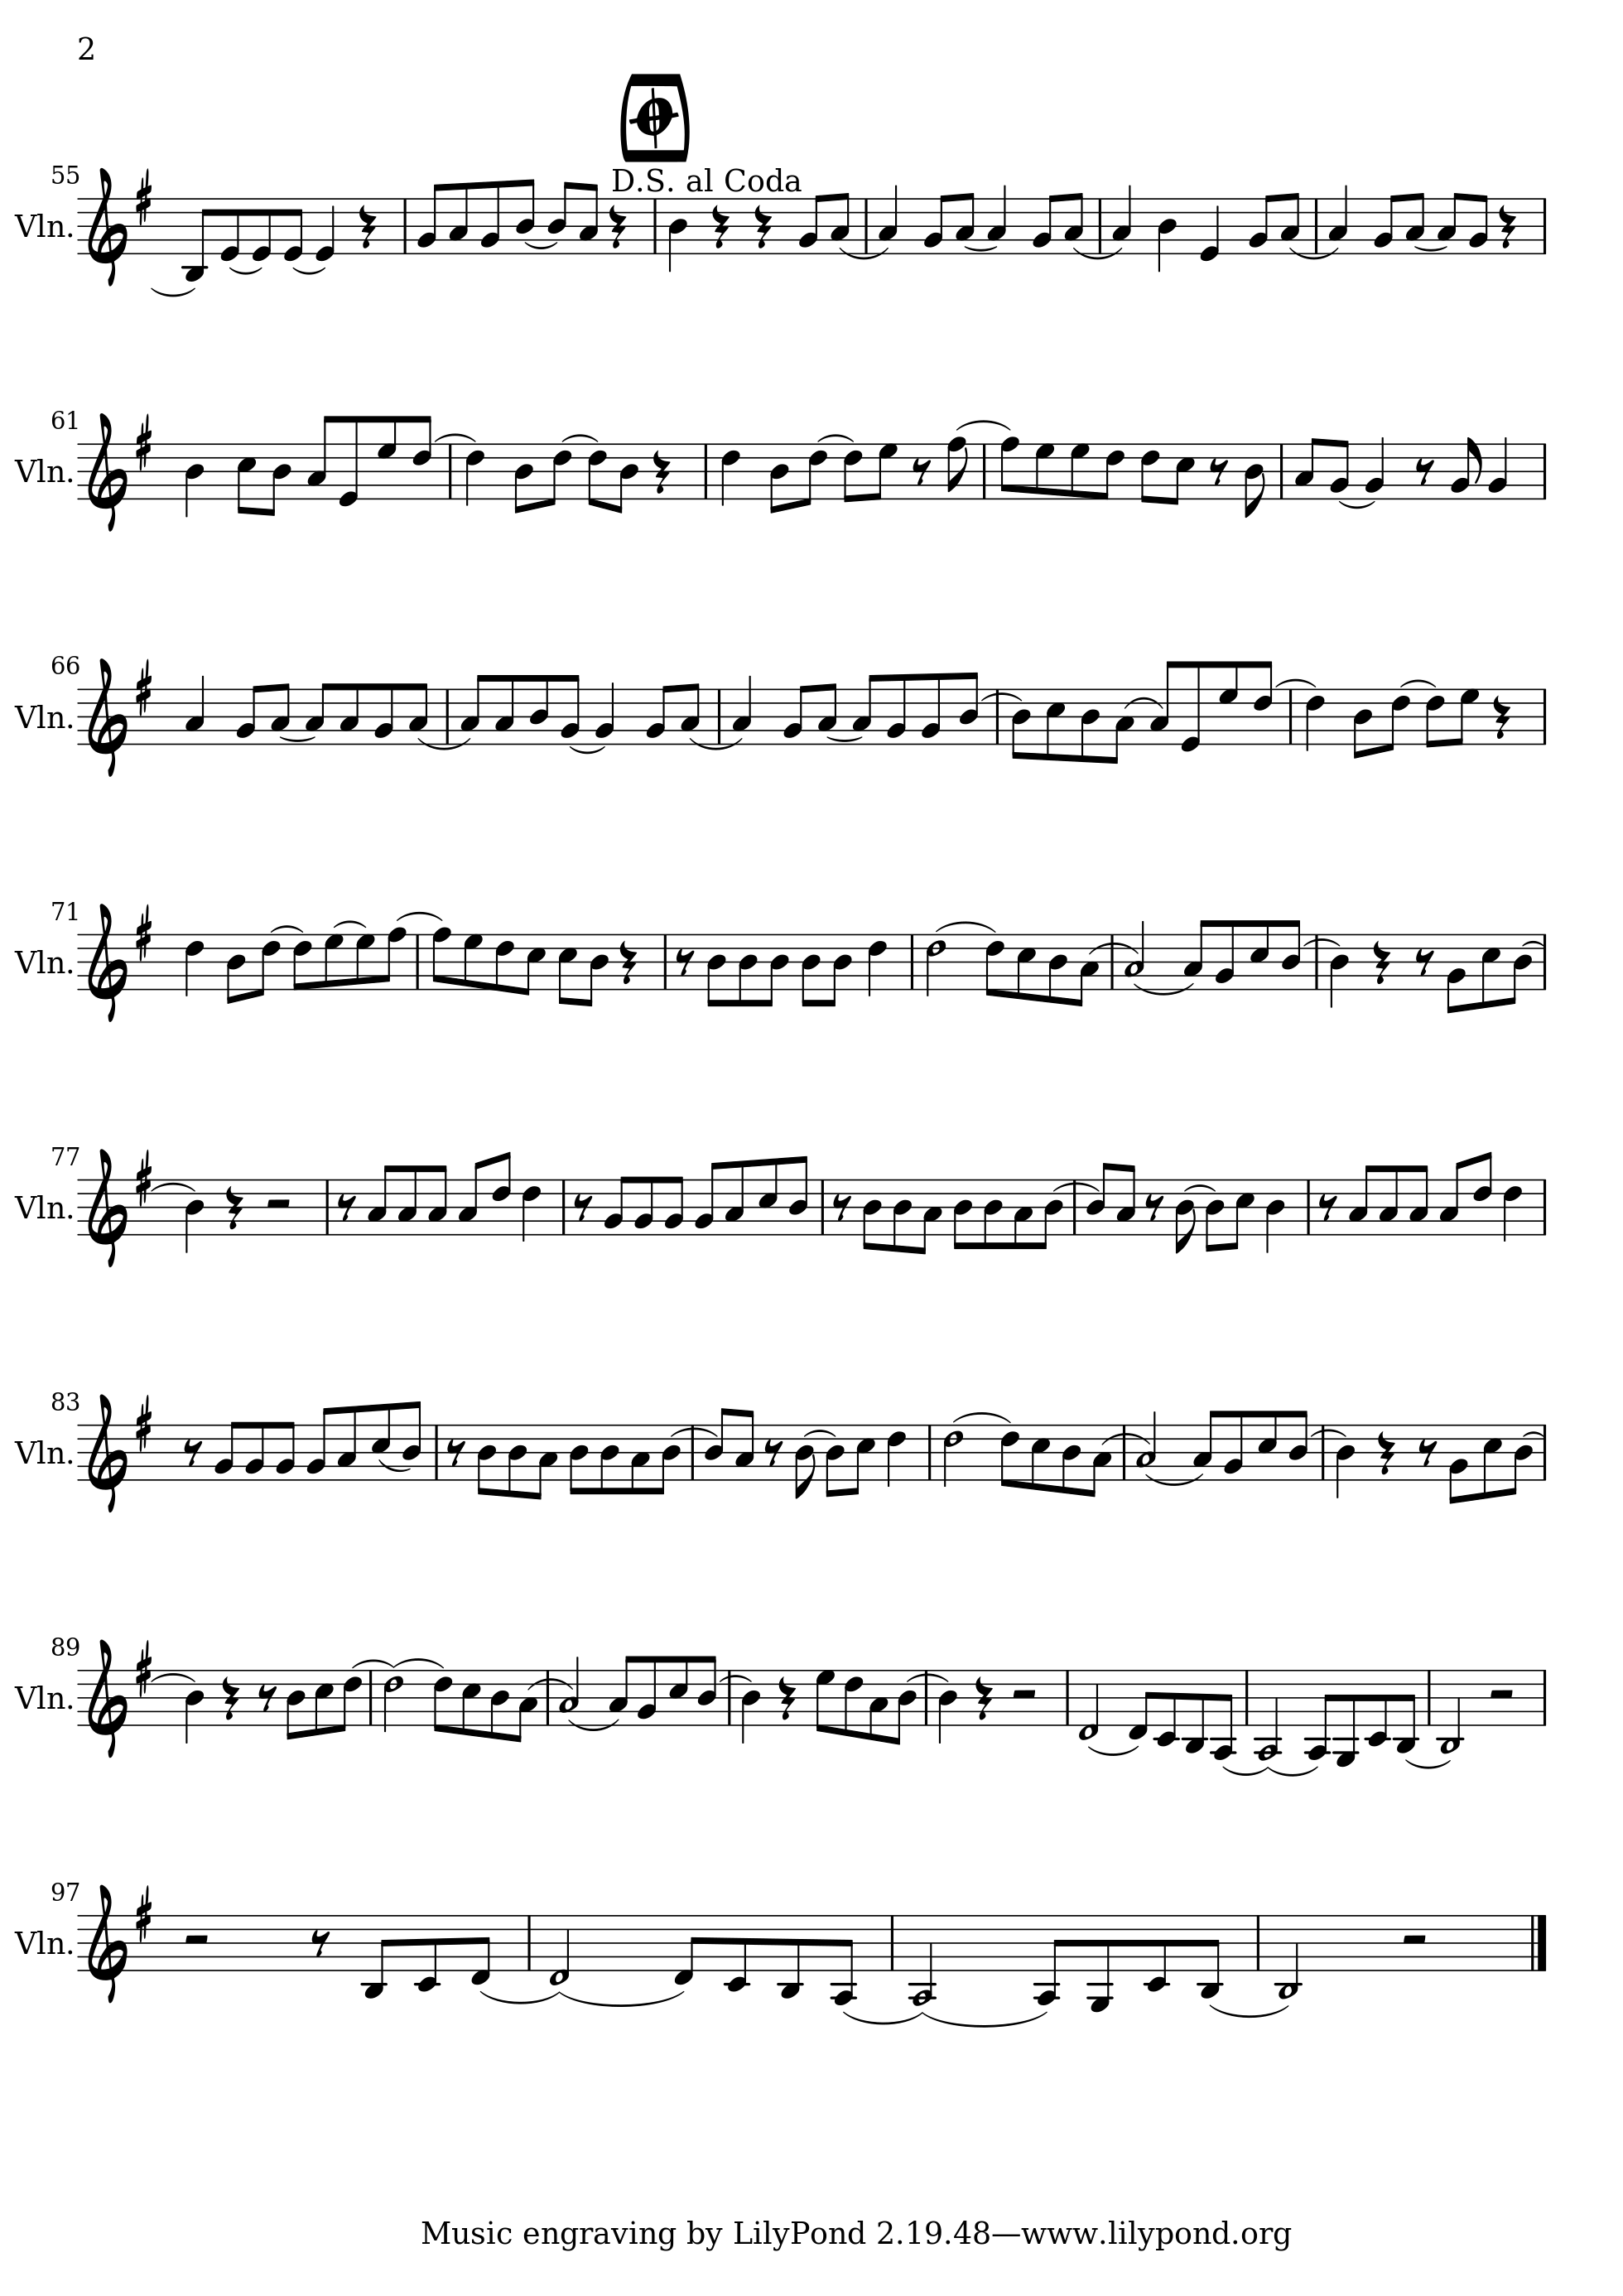 2
55
D.S. al Coda
Vln.
61
Vln.
66
Vln.
71
Vln.
77
Vln.
83
Vln.
89
Vln.
97
Vln.
Music engraving by LilyPond 2.19.48—www.lilypond.org